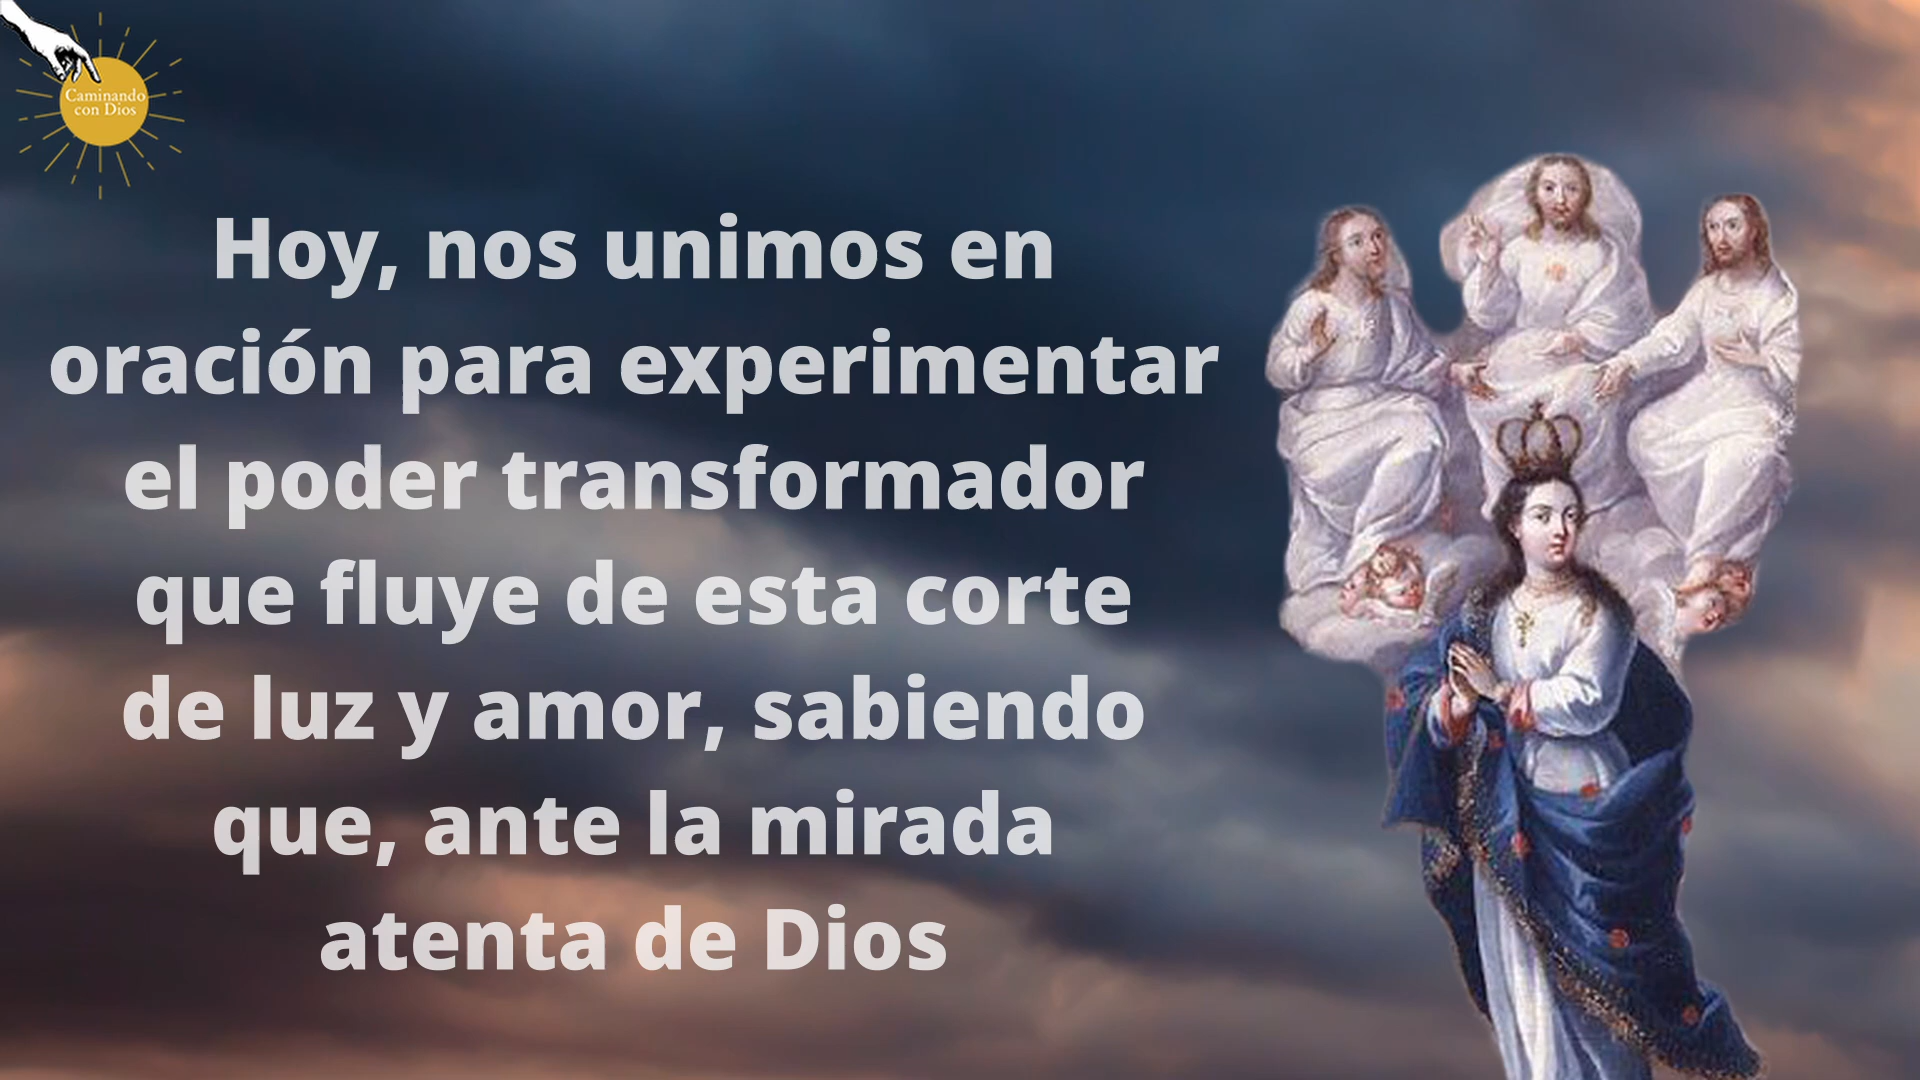 Caminando
con Dios
Hoy, nos unimos en
oración para experimentar
el poder transformador
que fluye de esta corte
de luz y amor, sabiendo
que, ante la mirada
atenta de Dios